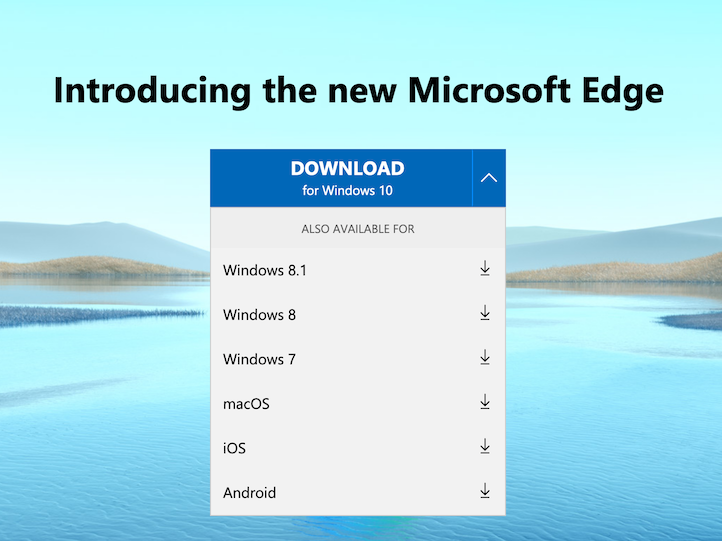 Introducing the new Microsoft Edge
DOWNLOAD
for Windows 10
ALSO AVAILABLE FOR
Windows 8.1
Windows 8
Windows 7
macOS
iOS
Android